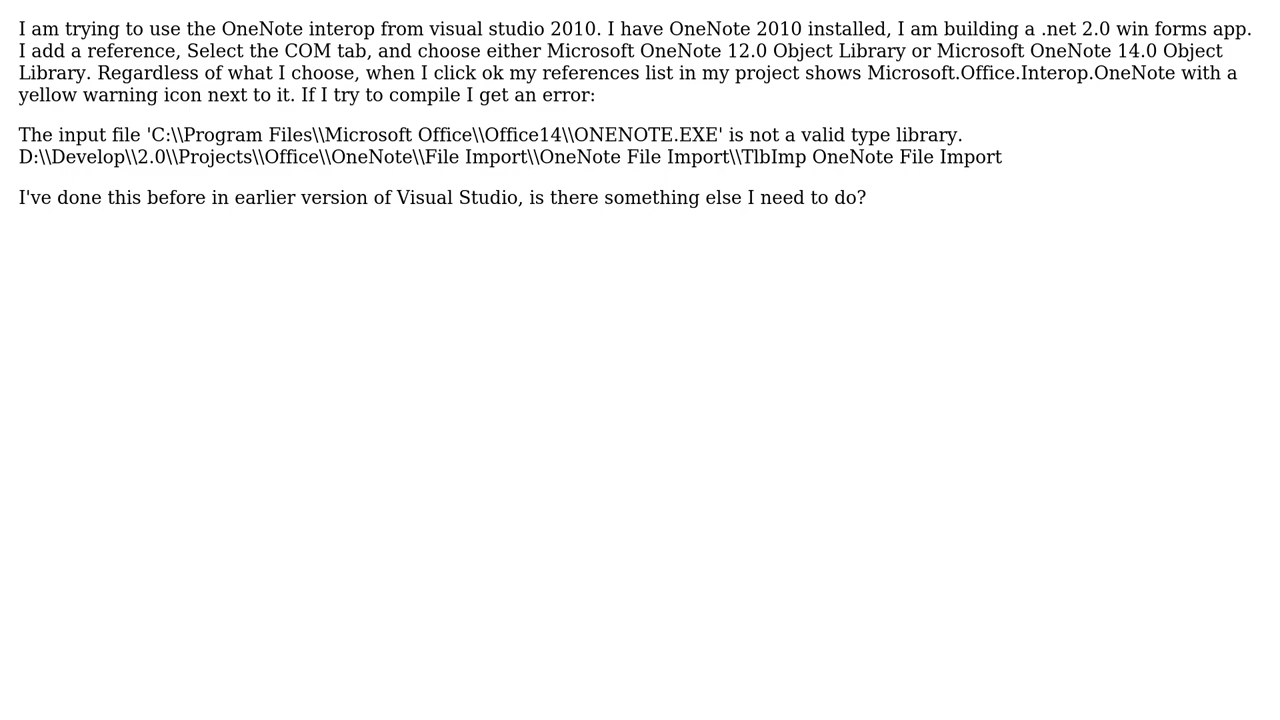 I am trying to use the OneNote interop from visual studio 2010. I have OneNote 2010 installed, I am building a .net 2.0 win forms app.
I add a reference, Select the COM tab, and choose either Microsoft OneNote 12.0 Object Library or Microsoft OneNote 14.0 Object
Library. Regardless of what I choose, when I click ok my references list in my project shows Microsoft.Office.Interop.OneNote with a
yellow warning icon next to it. If I try to compile I get an error:
The input file 'C:\\Program Files\\Microsoft Office\\Office14\\ONENOTE.EXE' is not a valid type library.
D:\\Develop\\2.0\\Projects\\Office\\OneNote\\File Import\\OneNote File Import\\TlbImp OneNote File Import
I've done this before in earlier version of Visual Studio, is there something else I need to do?